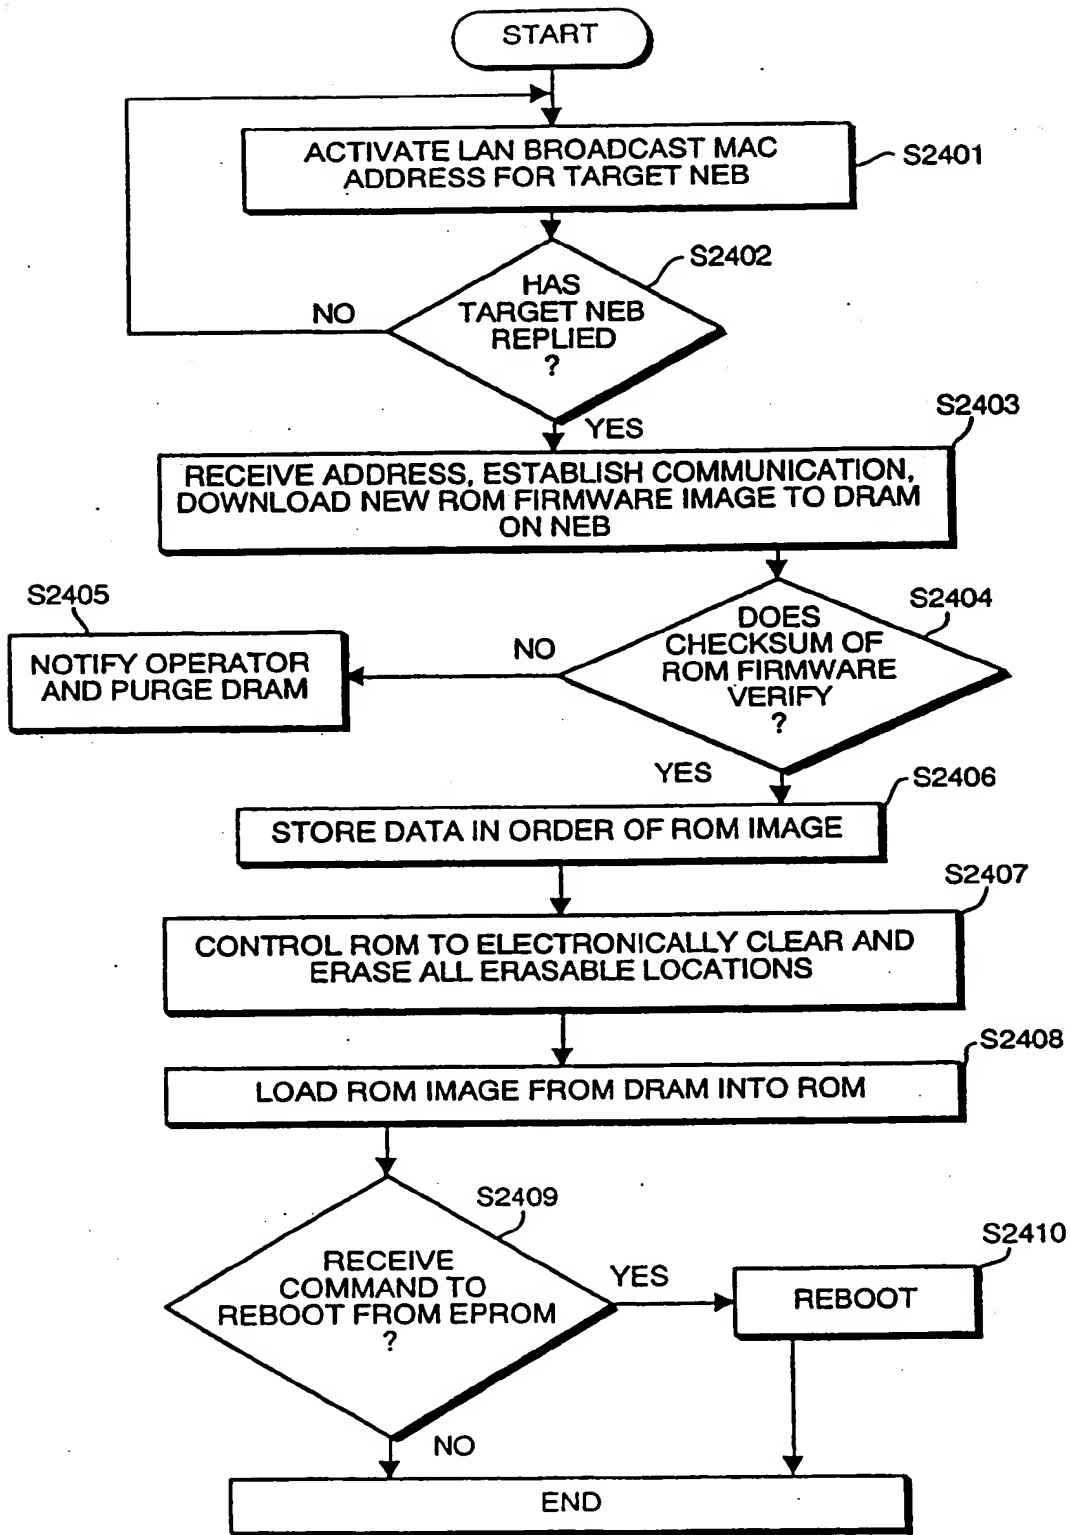 START
ACTIVATE LAN BROADCAST MAC
ADDRESS FOR TARGET NEB
S2401
S2402
HAS
TARGET NEB
REPLIED
?
NO
YES
S2403
RECEIVE ADDRESS, ESTABLISH COMMUNICATION,
DOWNLOAD NEW ROM FIRMWARE IMAGE TO DRAM
ON NEB
S2405
NOTIFY OPERATOR
AND PURGE DRAM
NO
S2404
DOES
CHECKSUM OF
ROM FIRMWARE
VERIFY
?
YES
S2406
STORE DATA IN ORDER OF ROM IMAGE
S2407
CONTROL ROM TO ELECTRONICALLY CLEAR AND
ERASE ALL ERASABLE LOCATIONS
S2408
LOAD ROM IMAGE FROM DRAM INTO ROM
S2409
RECEIVE
COMMAND TO
REBOOT FROM EPROM
?
YES
S2410
REBOOT
NO
END